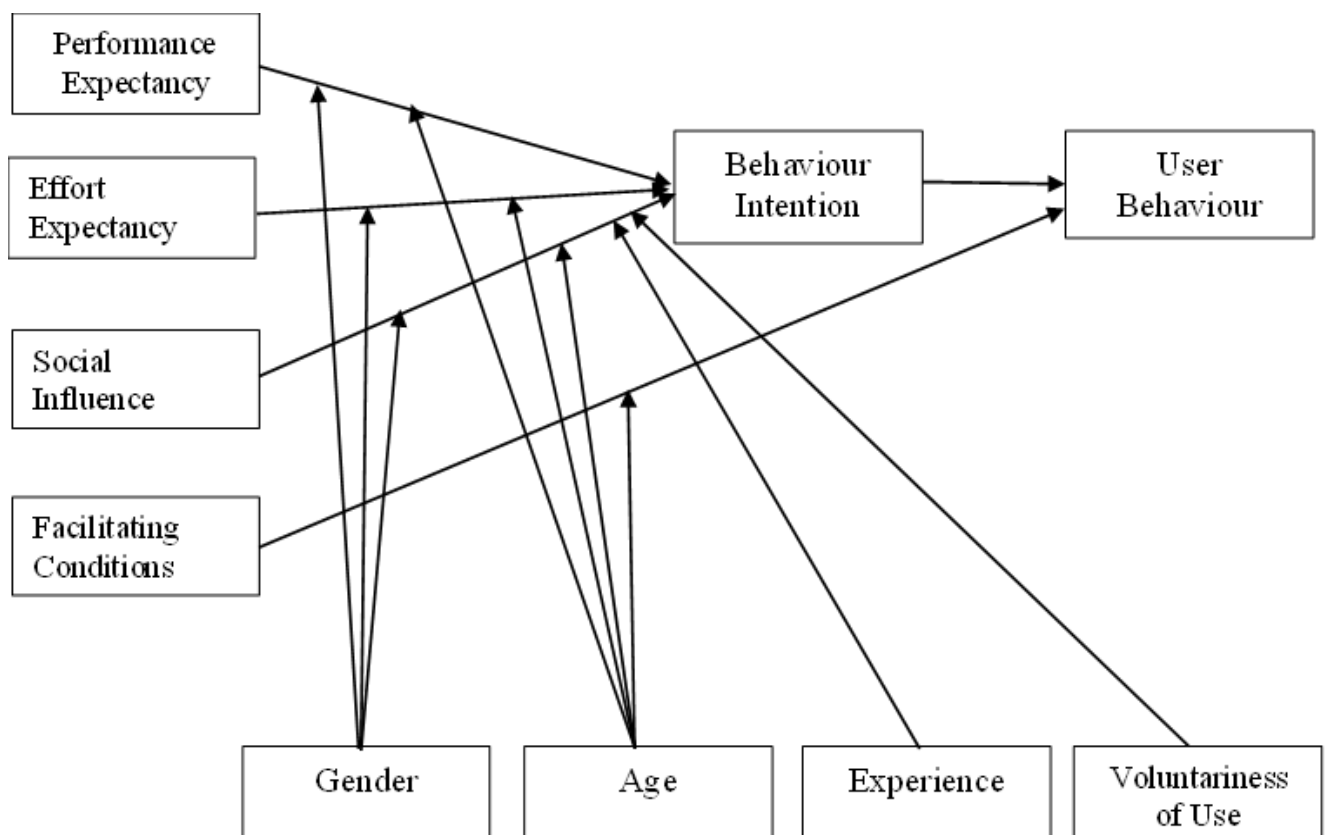 Performance
Expectancy
Effort
Expectancy
Social
Influence
Facilitating
Conditions
Behaviour
Intention
User
Behaviour
Gender
Age
Experience
Voluntariness
of Use